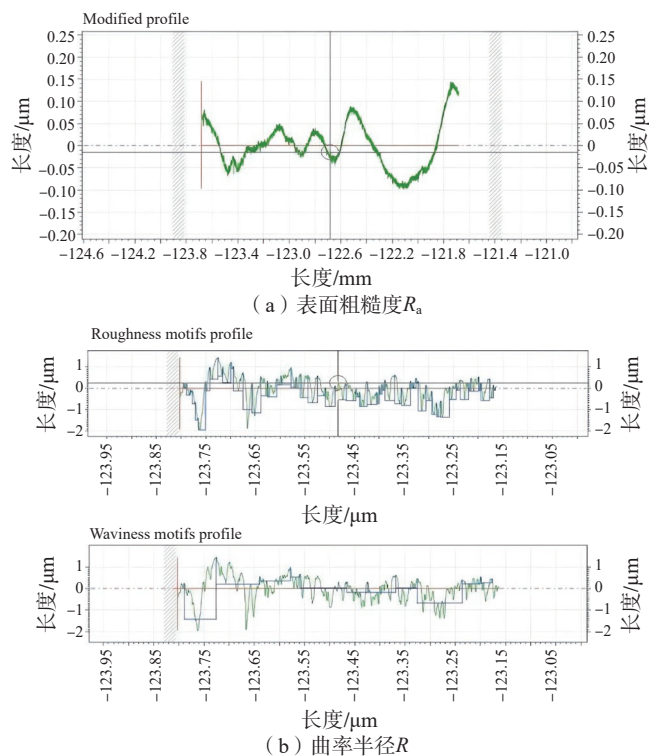 Modified profile
0.25 0.25
0.20 0.20
0.15 0.15
0.10 0.10
0.05 0.05
0 0
−0.05 −0.05
−0.10 −0.10
−0.15 −0.15
−0.20 −0.20
长度/μm 长度/μm
−124.6 −124.2 −123.8 −123.4 −123.0 −122.6 −122.2 −121.8 −121.4 −121.0
长度/mm
（a）表面粗糙度Ra
Roughness motifs profile
1 1
0 0
−1 −1
−2 −2
长度/μm 长度/μm
−123.95 −123.85 −123.75 −123.65 −123.55 −123.45 −123.35 −123.25 −123.15 −123.05
长度/μm
Waviness motifs profile
1 1
0 0
−1 −1
−2 −2
长度/μm 长度/μm
−123.95 −123.85 −123.75 −123.65 −123.55 −123.45 −123.35 −123.25 −123.15 −123.05
长度/μm
（b）曲率半径R